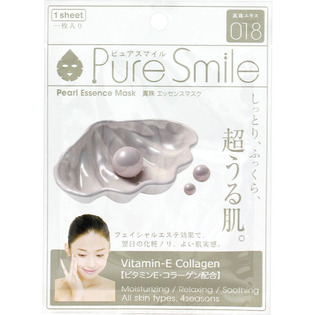 1 sheet
一枚入り
真珠エキス
018
ピュアスマイル
Pure Smile
Pearl Essence Mask 真珠 エッセンスマスク
しっとり、ふっくら、
超うる肌。
フェイシャルエステ効果で、
翌日の化粧ノリ、よい肌実感。
Vitamin-E Collagen
【ビタミンE・コラーゲン配合】
Moisturizing / Relaxing / Soothing
All skin types, 4seasons